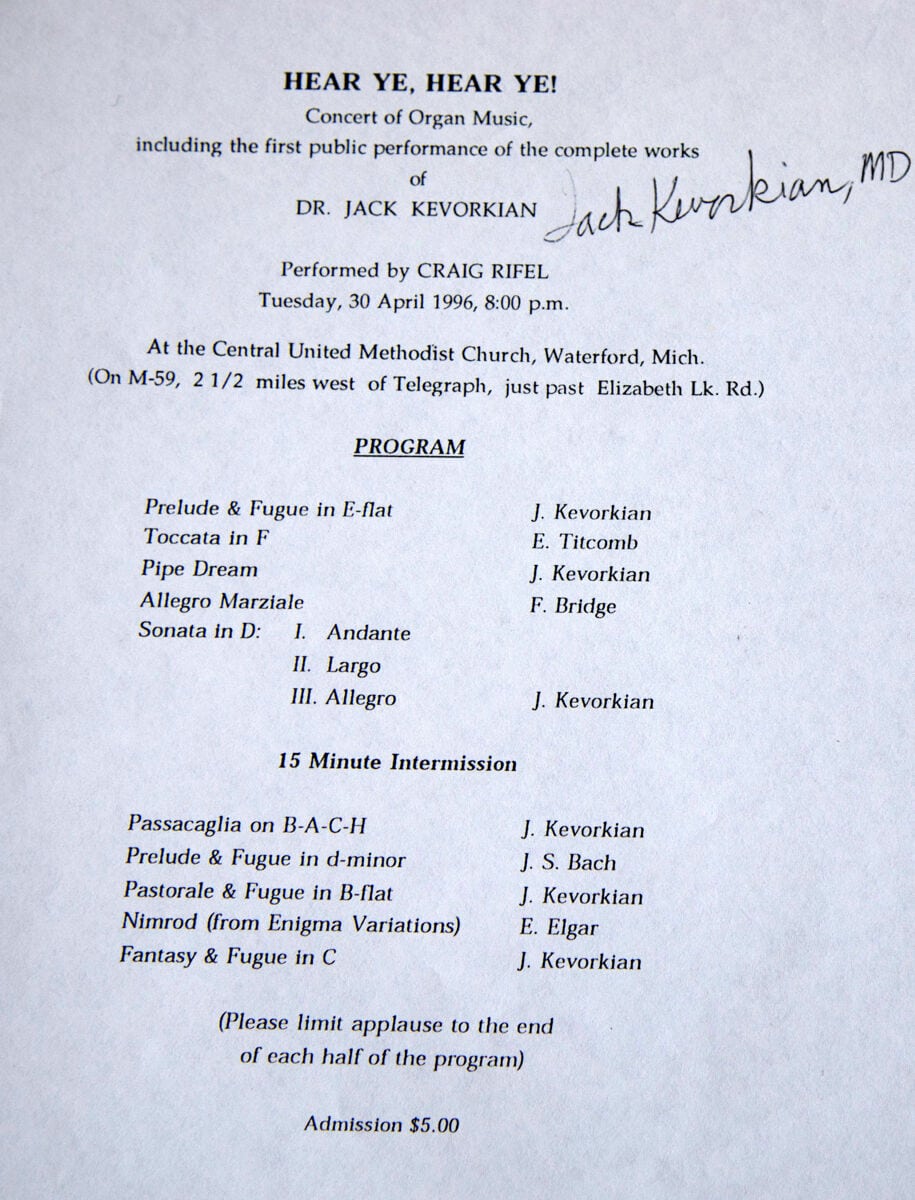 HEAR YE, HEAR YE!
Concert of Organ Music,
including the first public performance of the complete works
of
DR. JACK KEVORKIAN
Jack Kevorkian, MD
Performed by CRAIG RIFEL
Tuesday, 30 April 1996, 8:00 p.m.
At the Central United Methodist Church, Waterford, Mich.
(On M-59, 2 1/2 miles west of Telegraph, just past Elizabeth Lk. Rd.)
PROGRAM
Prelude & Fugue in E-flat J. Kevorkian
Toccata in F E. Titcomb
Pipe Dream J. Kevorkian
Allegro Marziale F. Bridge
Sonata in D: I. Andante
II. Largo
III. Allegro J. Kevorkian
15 Minute Intermission
Passacaglia on B-A-C-H J. Kevorkian
Prelude & Fugue in d-minor J. S. Bach
Pastorale & Fugue in B-flat J. Kevorkian
Nimrod (from Enigma Variations) E. Elgar
Fantasy & Fugue in C J. Kevorkian
(Please limit applause to the end
of each half of the program)
Admission $5.00